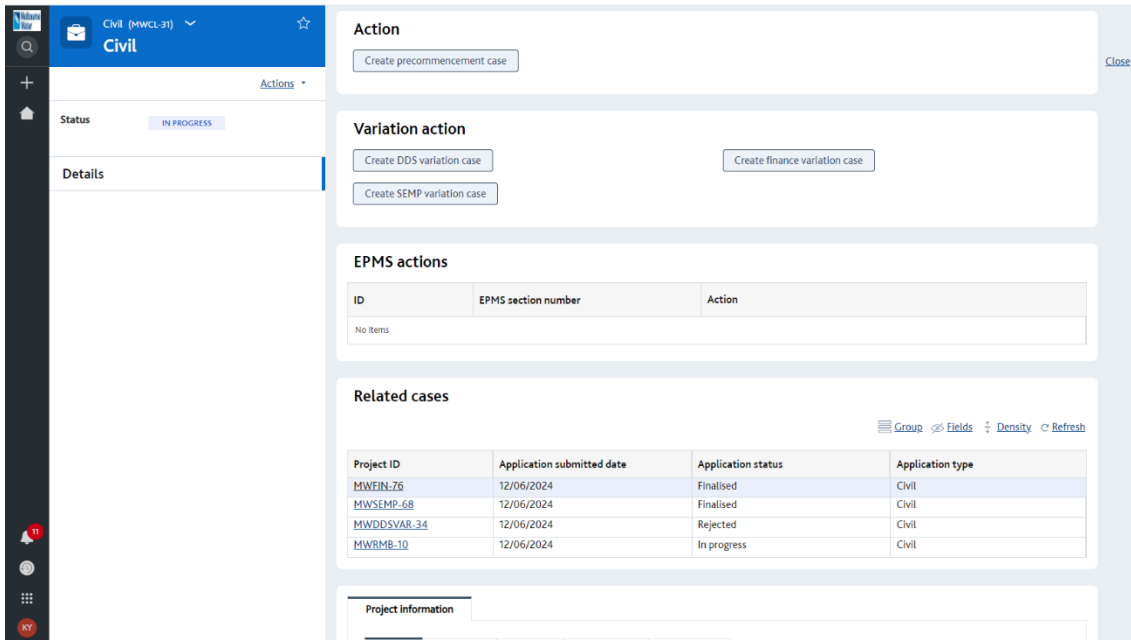 Melbourne Water
Civil (MWCL-31)
Civil
Actions
Status IN PROGRESS
Details
11
KY
Action
Create precommencement case
Close
Variation action
Create DDS variation case Create finance variation case
Create SEMP variation case
EPMS actions
ID EPMS section number Action
No items
Related cases
Group Fields Density Refresh
Project ID Application submitted date Application status Application type
MWFIN-76 12/06/2024 Finalised Civil
MWSEMP-68 12/06/2024 Finalised Civil
MWDDSVAR-34 12/06/2024 Rejected Civil
MWRMB-10 12/06/2024 In progress Civil
Project information